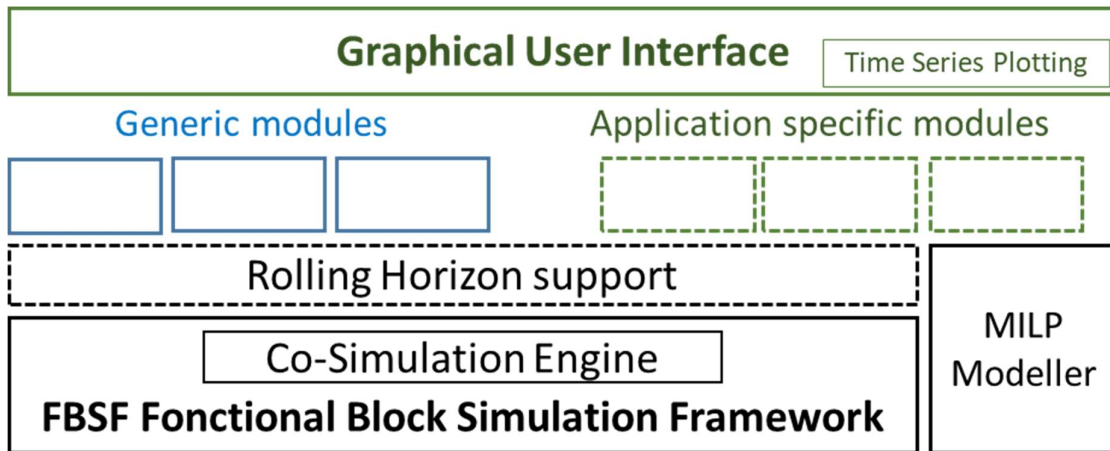 Graphical User Interface
Time Series Plotting
Generic modules
Application specific modules
Rolling Horizon support
Co-Simulation Engine
FBSF Fonctional Block Simulation Framework
MILP
Modeller